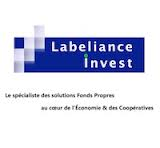 Labeliance
invest
Le spécialiste des solutions Fonds Propres
au cœur de l'Économie & des Coopératives